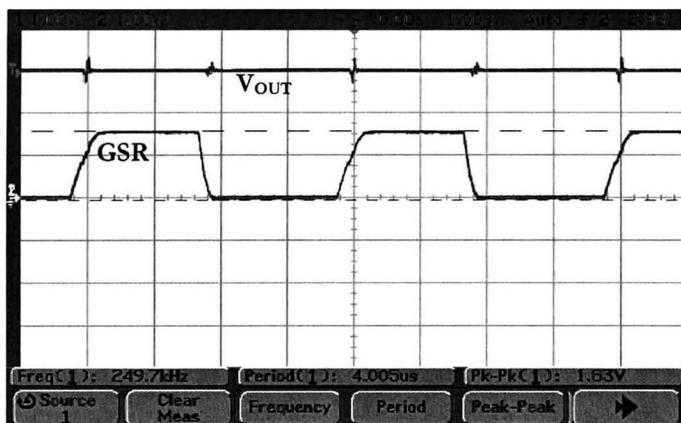 V_OUT
GSR
Freq(1): 249.7kHz Period(1): 4.005us Pk-Pk(1): 1.63V
Source 1 Clear Meas Frequency Period Peak-Peak